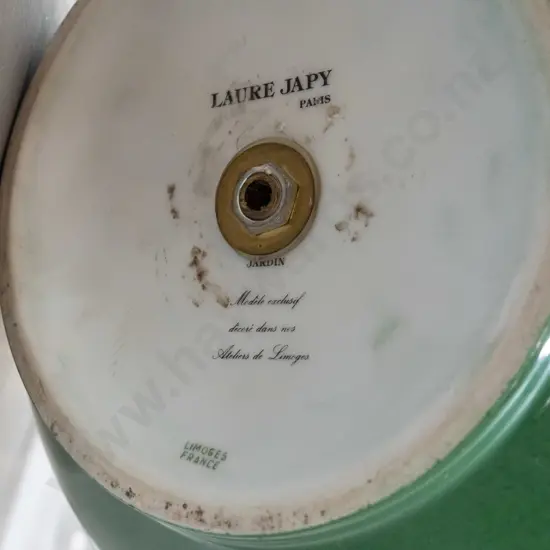 LAURE JAPY
PARIS
JARDIN
Modèle exclusif
décoré dans nos
Ateliers de Limoges
LIMOGES
FRANCE